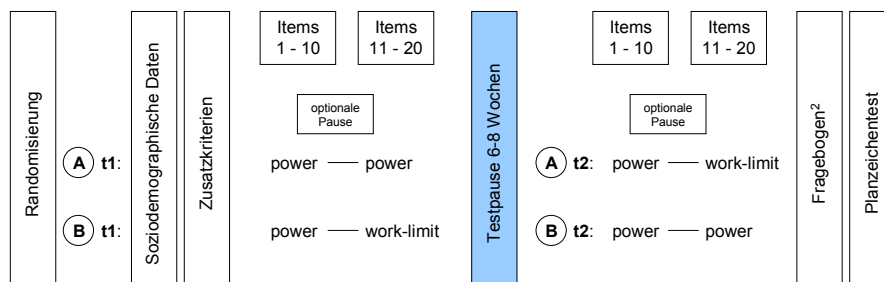 Randomisierung
A t1:
B t1:
Soziodemographische Daten
Zusatzkriterien
Items
1 - 10
Items
11 - 20
optionale
Pause
power power
power work-limit
Testpause 6-8 Wochen
A t2:
B t2:
Items
1 - 10
Items
11 - 20
optionale
Pause
power work-limit
power power
Fragebogen²
Planzeichentest